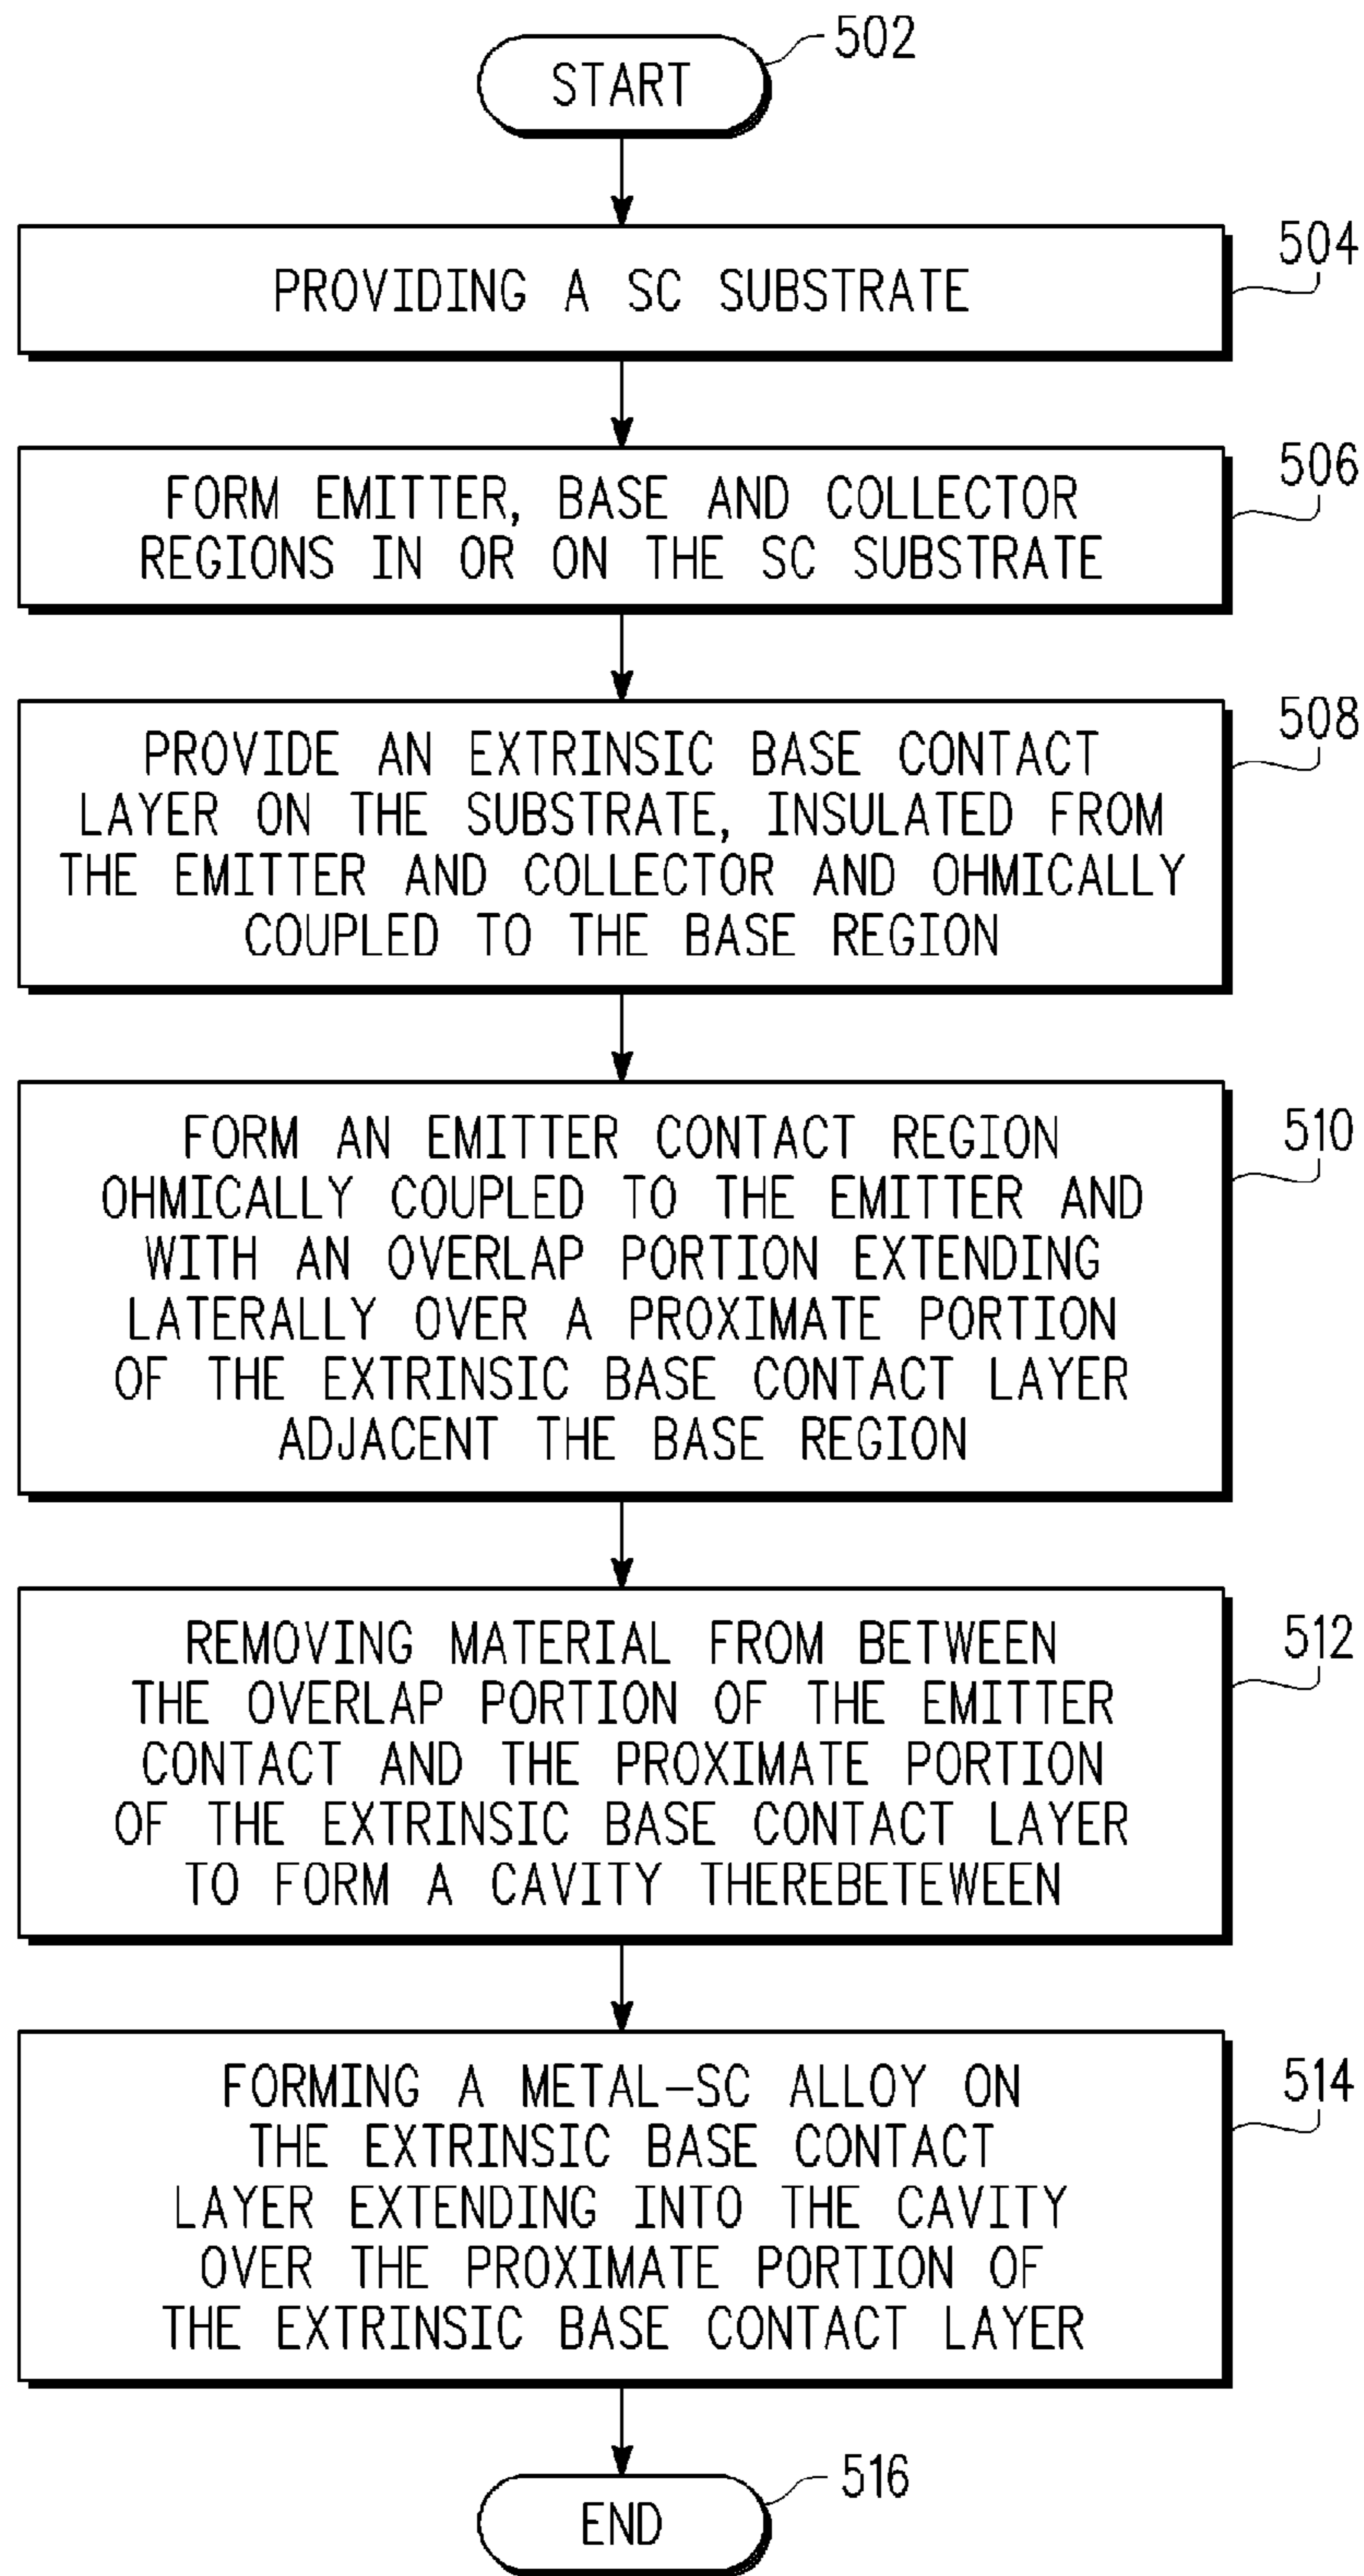 START
502
PROVIDING A SC SUBSTRATE
504
FORM EMITTER, BASE AND COLLECTOR
REGIONS IN OR ON THE SC SUBSTRATE
506
PROVIDE AN EXTRINSIC BASE CONTACT
LAYER ON THE SUBSTRATE, INSULATED FROM
THE EMITTER AND COLLECTOR AND OHMICALLY
COUPLED TO THE BASE REGION
508
FORM AN EMITTER CONTACT REGION
OHMICALLY COUPLED TO THE EMITTER AND
WITH AN OVERLAP PORTION EXTENDING
LATERALLY OVER A PROXIMATE PORTION
OF THE EXTRINSIC BASE CONTACT LAYER
ADJACENT THE BASE REGION
510
REMOVING MATERIAL FROM BETWEEN
THE OVERLAP PORTION OF THE EMITTER
CONTACT AND THE PROXIMATE PORTION
OF THE EXTRINSIC BASE CONTACT LAYER
TO FORM A CAVITY THEREBETEWEEN
512
FORMING A METAL-SC ALLOY ON
THE EXTRINSIC BASE CONTACT
LAYER EXTENDING INTO THE CAVITY
OVER THE PROXIMATE PORTION OF
THE EXTRINSIC BASE CONTACT LAYER
514
END
516